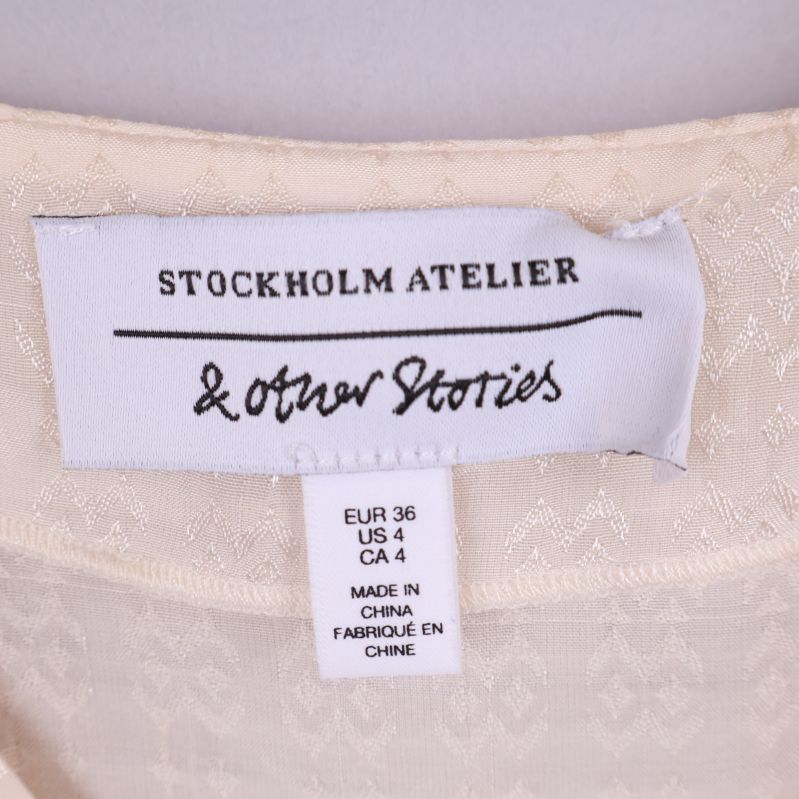 STOCKHOLM ATELIER
& other Stories
EUR 36
US 4
CA 4
MADE IN
CHINA
FABRIQUÉ EN
CHINE